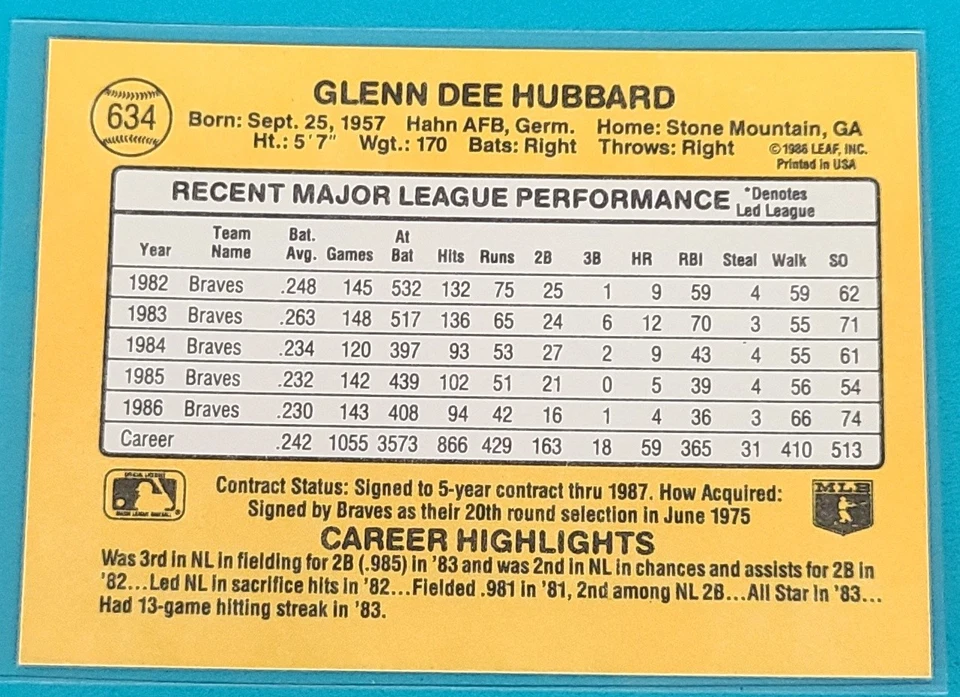 634
GLENN DEE HUBBARD
Born: Sept. 25, 1957 Hahn AFB, Germ. Home: Stone Mountain, GA
Ht.: 5'7" Wgt.: 170 Bats: Right Throws: Right ©1986 LEAF, INC.
Printed in USA
RECENT MAJOR LEAGUE PERFORMANCE *Denotes Led League
Year Team Name Bat. Avg. Games At Bat Hits Runs 2B 3B HR RBI Steal Walk SO
1982 Braves .248 145 532 132 75 25 1 9 59 4 59 62
1983 Braves .263 148 517 136 65 24 6 12 70 3 55 71
1984 Braves .234 120 397 93 53 27 2 9 43 4 55 61
1985 Braves .232 142 439 102 51 21 0 5 39 4 56 54
1986 Braves .230 143 408 94 42 16 1 4 36 3 66 74
Career .242 1055 3573 866 429 163 18 59 365 31 410 513
Contract Status: Signed to 5-year contract thru 1987. How Acquired:
Signed by Braves as their 20th round selection in June 1975
MLB
CAREER HIGHLIGHTS
Was 3rd in NL in fielding for 2B (.985) in '83 and was 2nd in NL in chances and assists for 2B in
'82...Led NL in sacrifice hits in '82...Fielded .981 in '81, 2nd among NL 2B...All Star in '83...
Had 13-game hitting streak in '83.